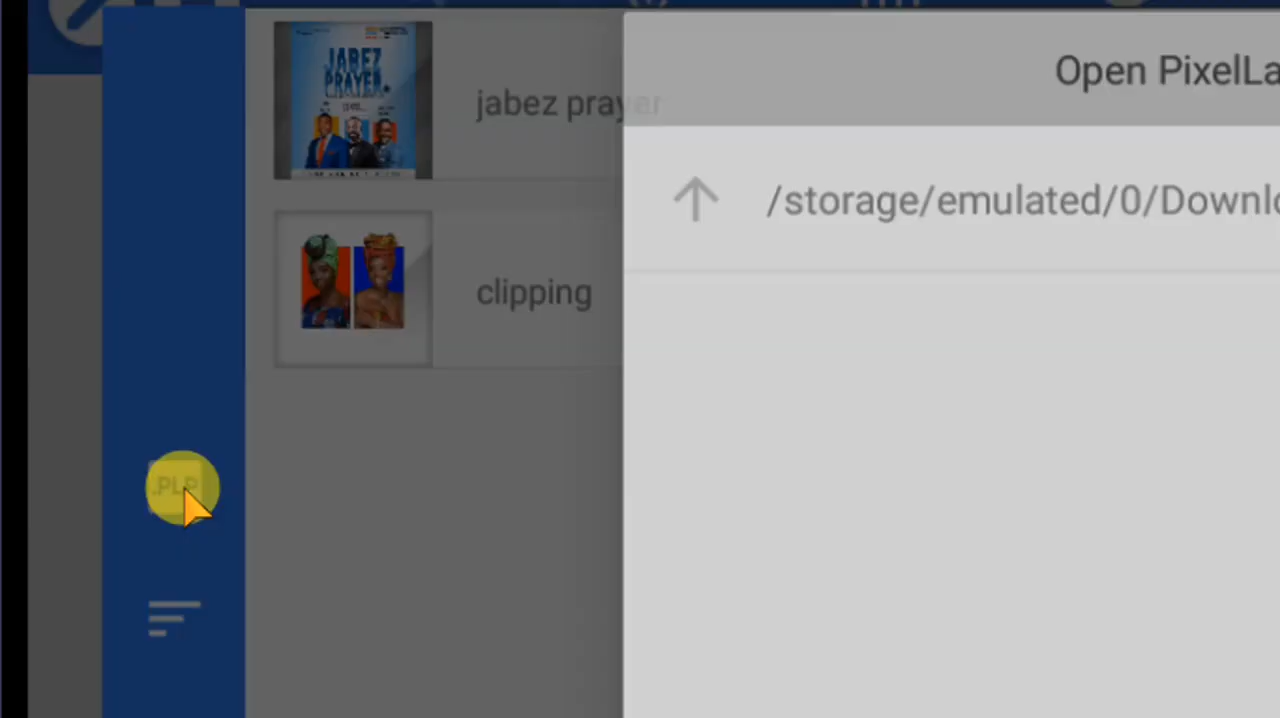 JABEZ
PRAYER
jabez prayer
Open PixelLa
/storage/emulated/0/Downlo
clipping
.PLP